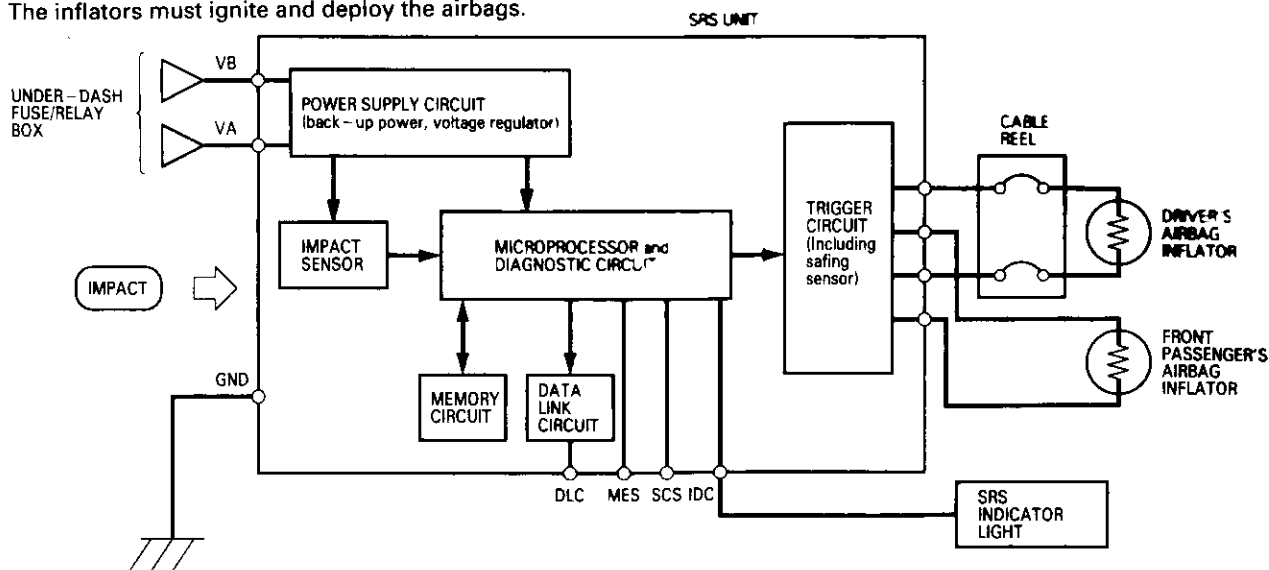 The inflators must ignite and deploy the airbags.
SRS UNIT
VB
UNDER-DASH
FUSE/RELAY
BOX
VA
POWER SUPPLY CIRCUIT
(back-up power, voltage regulator)
IMPACT
SENSOR
MICROPROCESSOR and
DIAGNOSTIC CIRCUIT
TRIGGER
CIRCUIT
(Including
safing
sensor)
CABLE
REEL
DRIVER'S
AIRBAG
INFLATOR
IMPACT
FRONT
PASSENGER'S
AIRBAG
INFLATOR
GND
MEMORY
CIRCUIT
DATA
LINK
CIRCUIT
DLC MES SCS IDC
SRS
INDICATOR
LIGHT